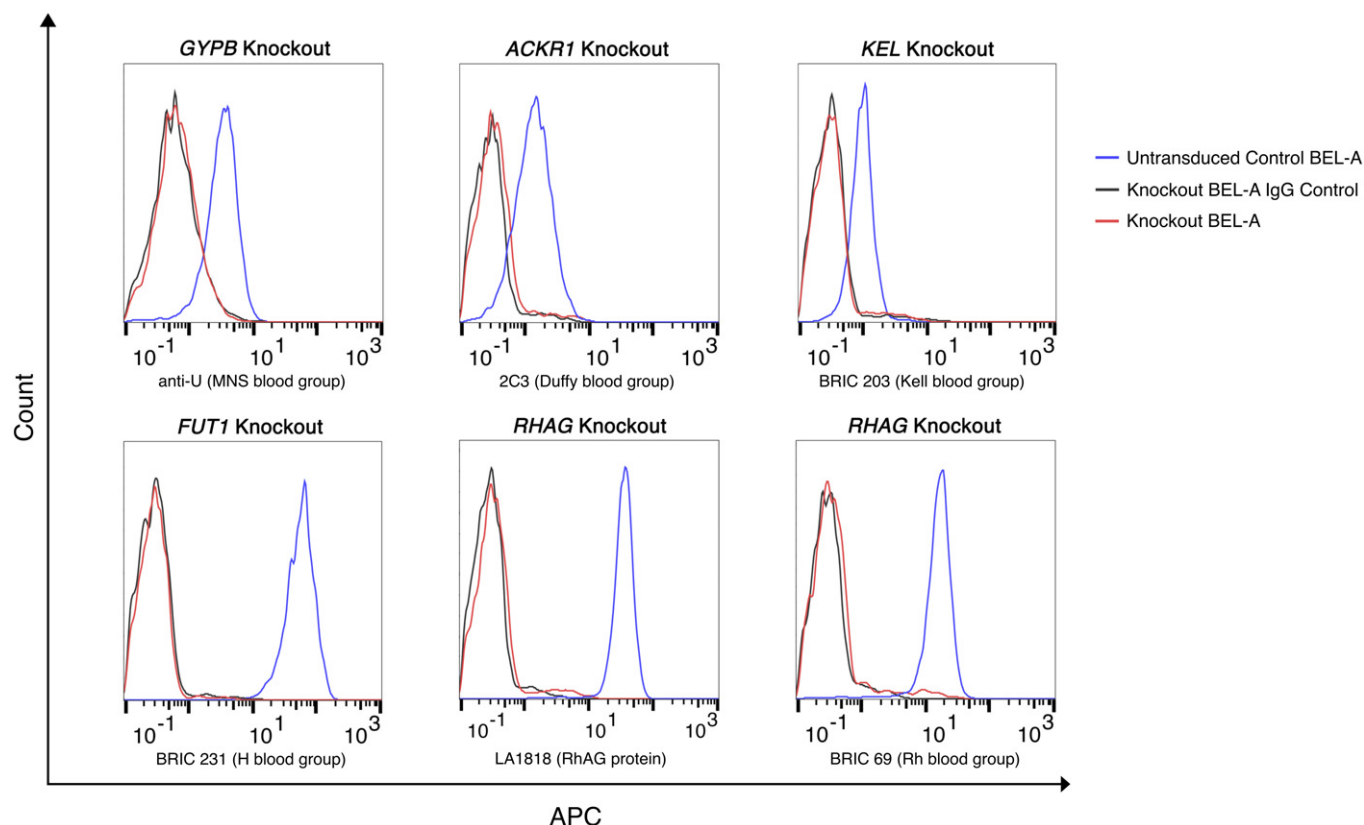 GYPB Knockout
ACKR1 Knockout
KEL Knockout
10-1 101 103
anti-U (MNS blood group)
10-1 101 103
2C3 (Duffy blood group)
10-1 101 103
BRIC 203 (Kell blood group)
Untransduced Control BEL-A
Knockout BEL-A IgG Control
Knockout BEL-A
FUT1 Knockout
RHAG Knockout
RHAG Knockout
10-1 101 103
BRIC 231 (H blood group)
10-1 101 103
LA1818 (RhAG protein)
10-1 101 103
BRIC 69 (Rh blood group)
Count
APC